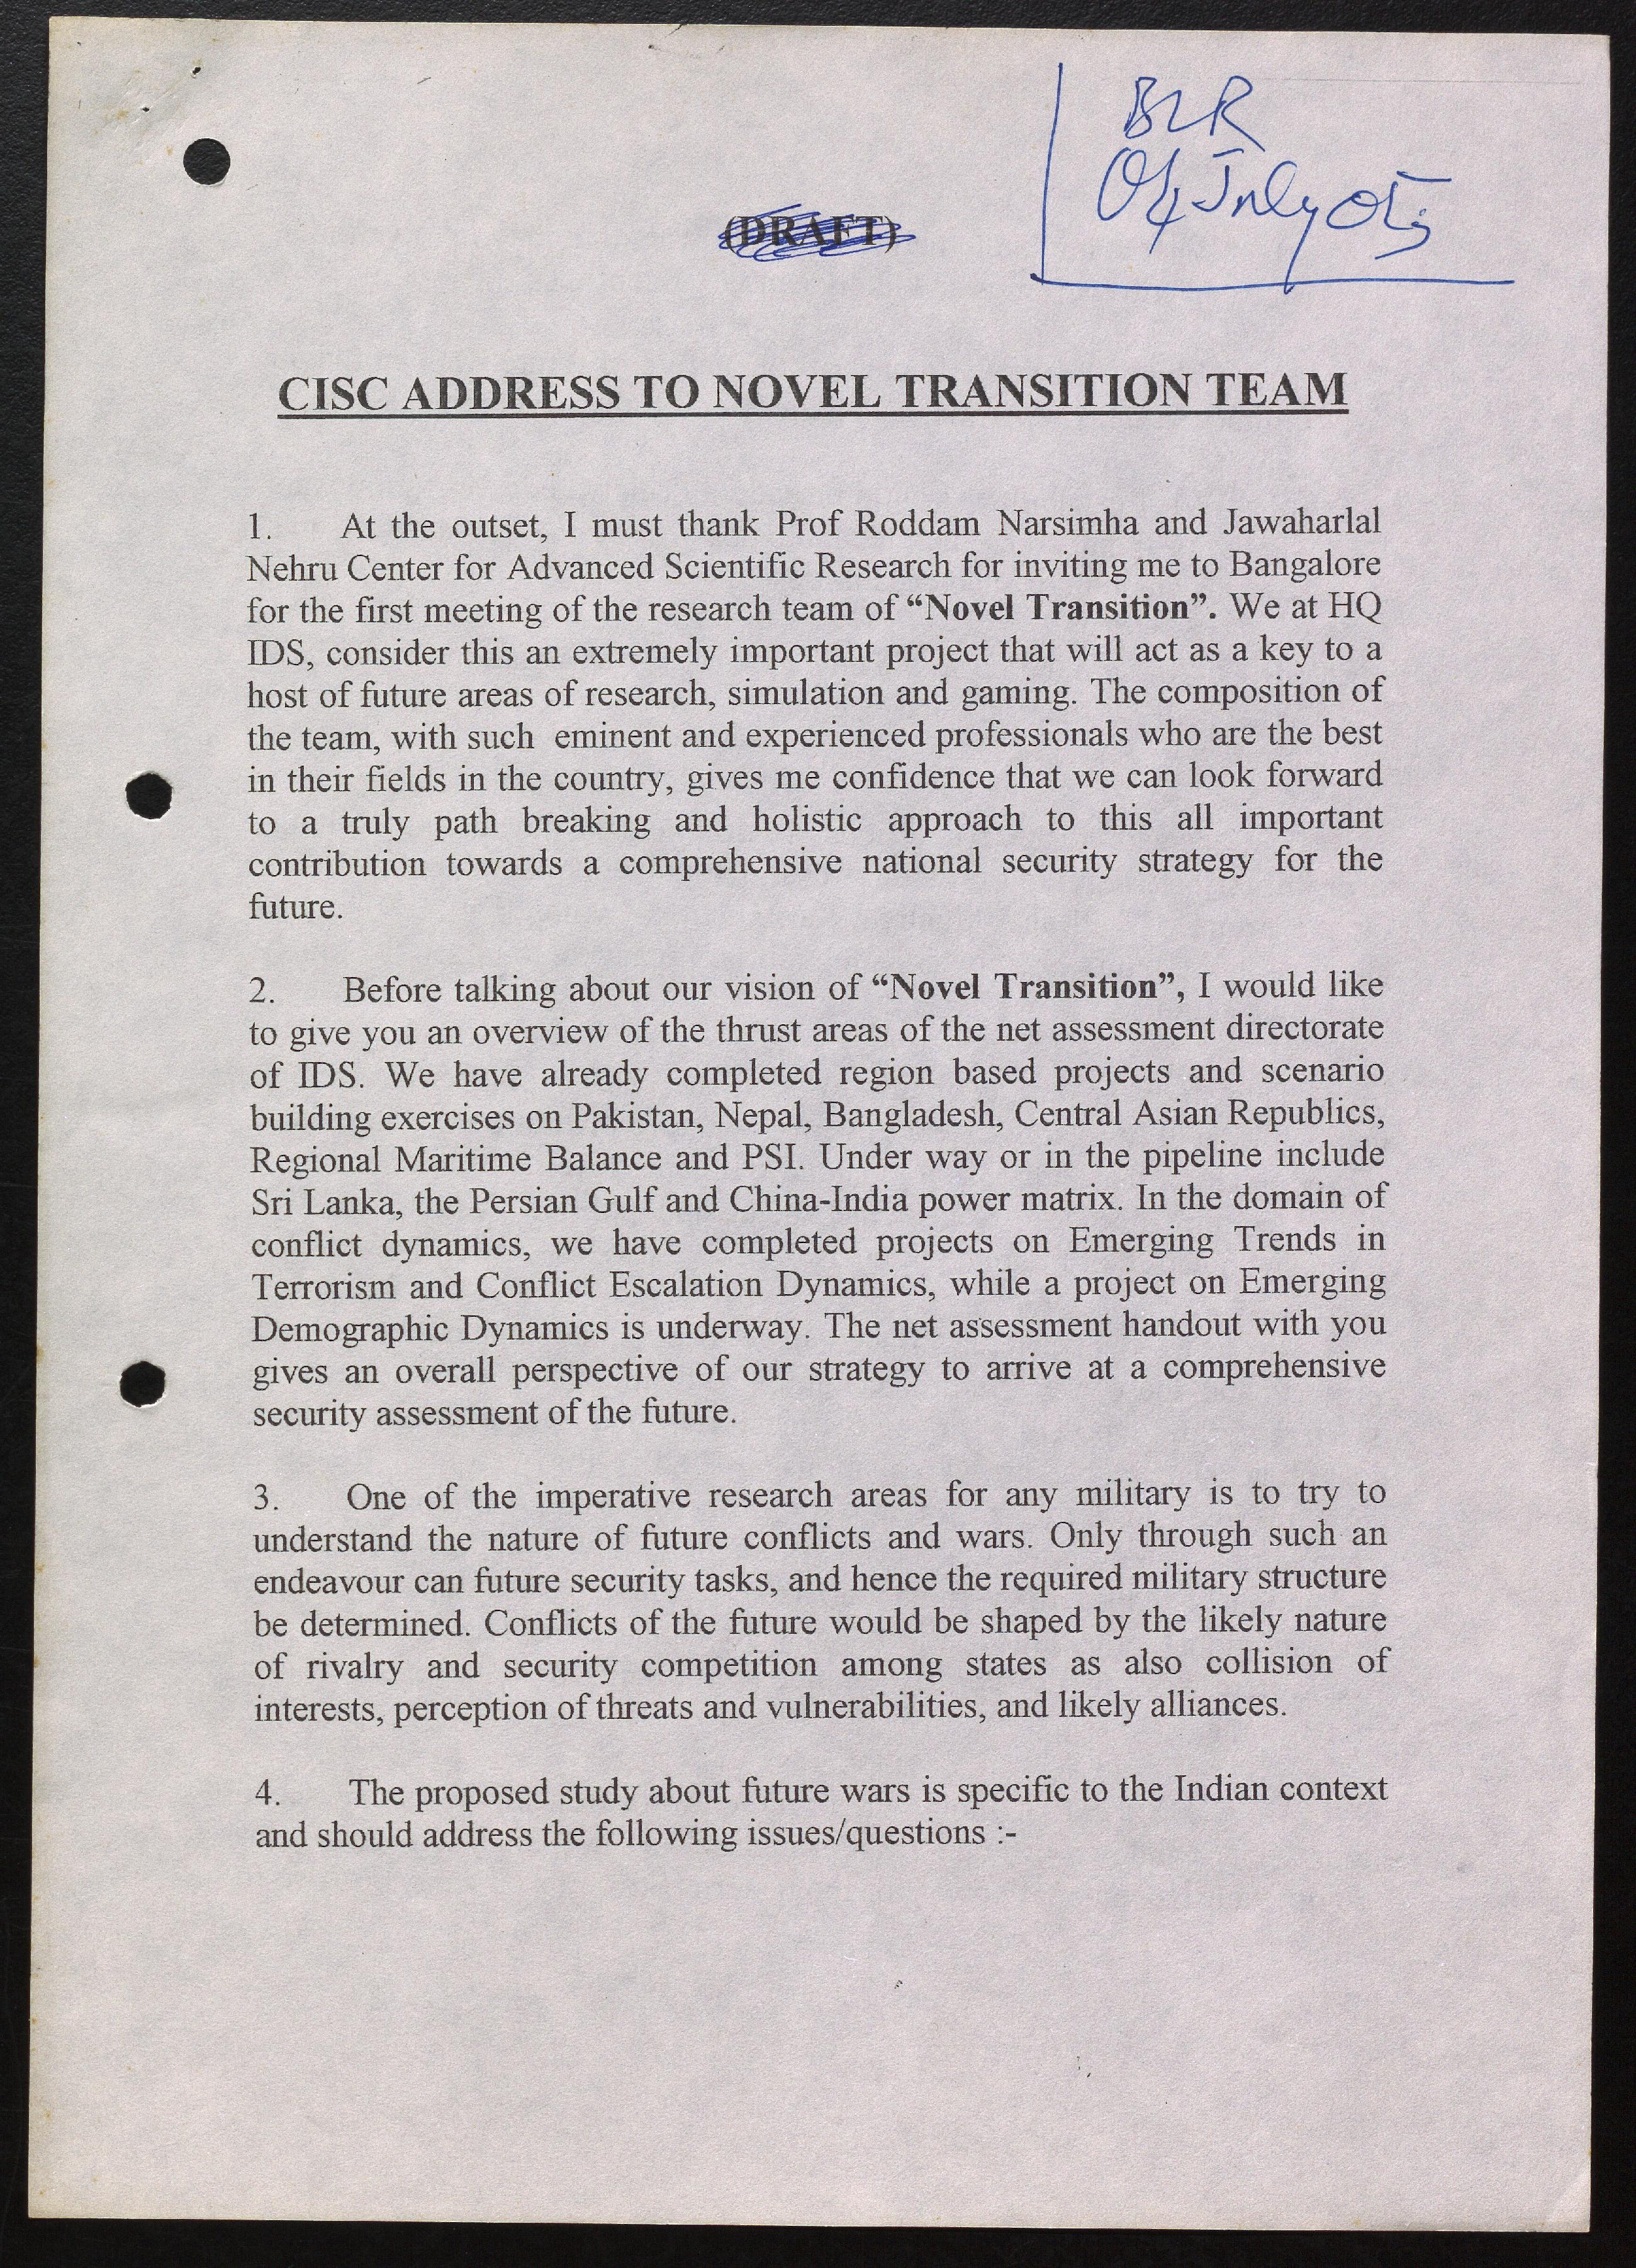 BLR
04 July 05
(DRAFT)
CISC ADDRESS TO NOVEL TRANSITION TEAM
1. At the outset, I must thank Prof Roddam Narsimha and Jawaharlal
Nehru Center for Advanced Scientific Research for inviting me to Bangalore
for the first meeting of the research team of “Novel Transition”. We at HQ
IDS, consider this an extremely important project that will act as a key to a
host of future areas of research, simulation and gaming. The composition of
the team, with such eminent and experienced professionals who are the best
in their fields in the country, gives me confidence that we can look forward
to a truly path breaking and holistic approach to this all important
contribution towards a comprehensive national security strategy for the
future.
2. Before talking about our vision of “Novel Transition”, I would like
to give you an overview of the thrust areas of the net assessment directorate
of IDS. We have already completed region based projects and scenario
building exercises on Pakistan, Nepal, Bangladesh, Central Asian Republics,
Regional Maritime Balance and PSI. Under way or in the pipeline include
Sri Lanka, the Persian Gulf and China-India power matrix. In the domain of
conflict dynamics, we have completed projects on Emerging Trends in
Terrorism and Conflict Escalation Dynamics, while a project on Emerging
Demographic Dynamics is underway. The net assessment handout with you
gives an overall perspective of our strategy to arrive at a comprehensive
security assessment of the future.
3. One of the imperative research areas for any military is to try to
understand the nature of future conflicts and wars. Only through such an
endeavour can future security tasks, and hence the required military structure
be determined. Conflicts of the future would be shaped by the likely nature
of rivalry and security competition among states as also collision of
interests, perception of threats and vulnerabilities, and likely alliances.
4. The proposed study about future wars is specific to the Indian context
and should address the following issues/questions :-